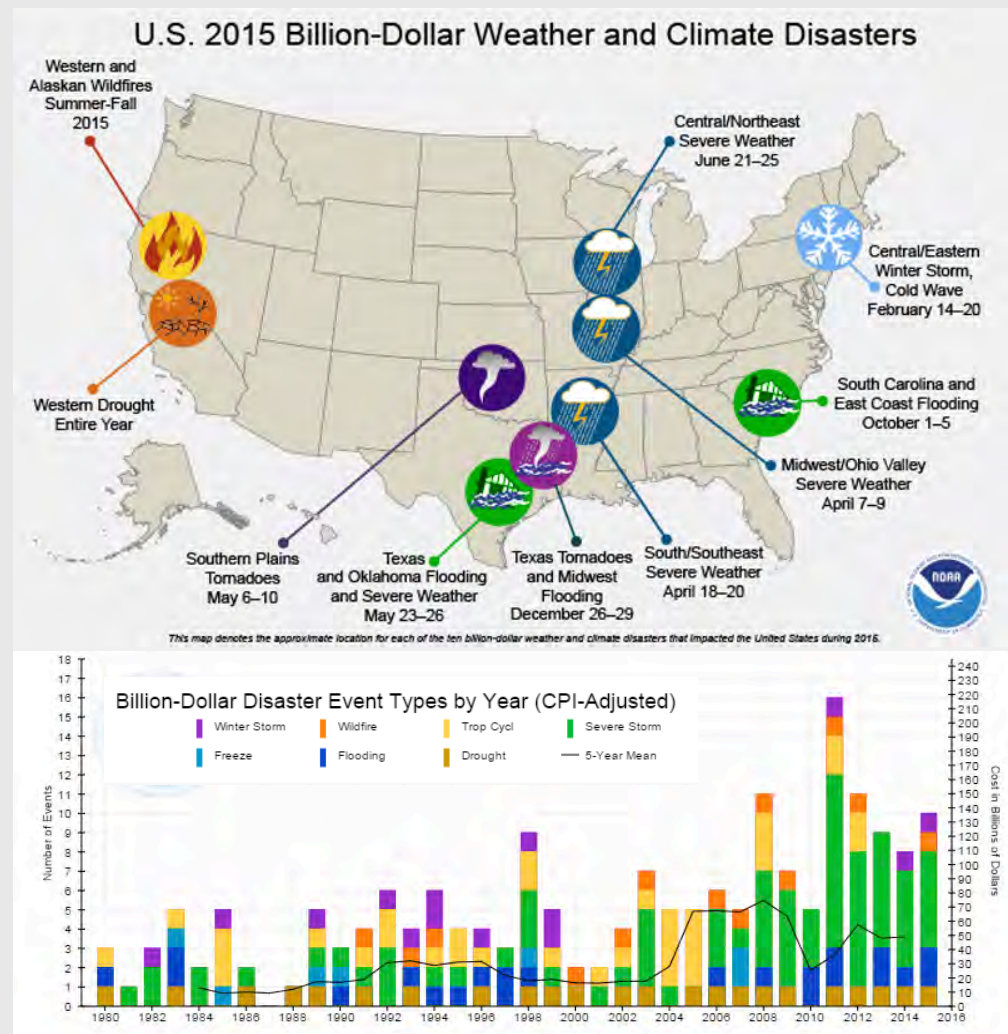 U.S. 2015 Billion-Dollar Weather and Climate Disasters
Western and
Alaskan Wildfires
Summer-Fall
2015
Central/Northeast
Severe Weather
June 21–25
Central/Eastern
Winter Storm,
Cold Wave
February 14–20
Western Drought
Entire Year
South Carolina and
East Coast Flooding
October 1–5
Midwest/Ohio Valley
Severe Weather
April 7–9
Southern Plains
Tornadoes
May 6–10
Texas
and Oklahoma Flooding
and Severe Weather
May 23–26
Texas Tornadoes
and Midwest
Flooding
December 26–29
South/Southeast
Severe Weather
April 18–20
NOAA
This map denotes the approximate location for each of the ten billion-dollar weather and climate disasters that impacted the United States during 2015.
Billion-Dollar Disaster Event Types by Year (CPI-Adjusted)
Winter Storm Wildfire Trop Cycl Severe Storm
Freeze Flooding Drought 5-Year Mean
Number of Events
18
17
16
15
14
13
12
11
10
9
8
7
6
5
4
3
2
1
0
240
230
220
210
200
190
180
170
160
150
140
130
120
110
100
90
80
70
60
50
40
30
20
10
0
Cost in Billions of Dollars
1980 1982 1984 1986 1988 1990 1992 1994 1996 1998 2000 2002 2004 2006 2008 2010 2012 2014 2016